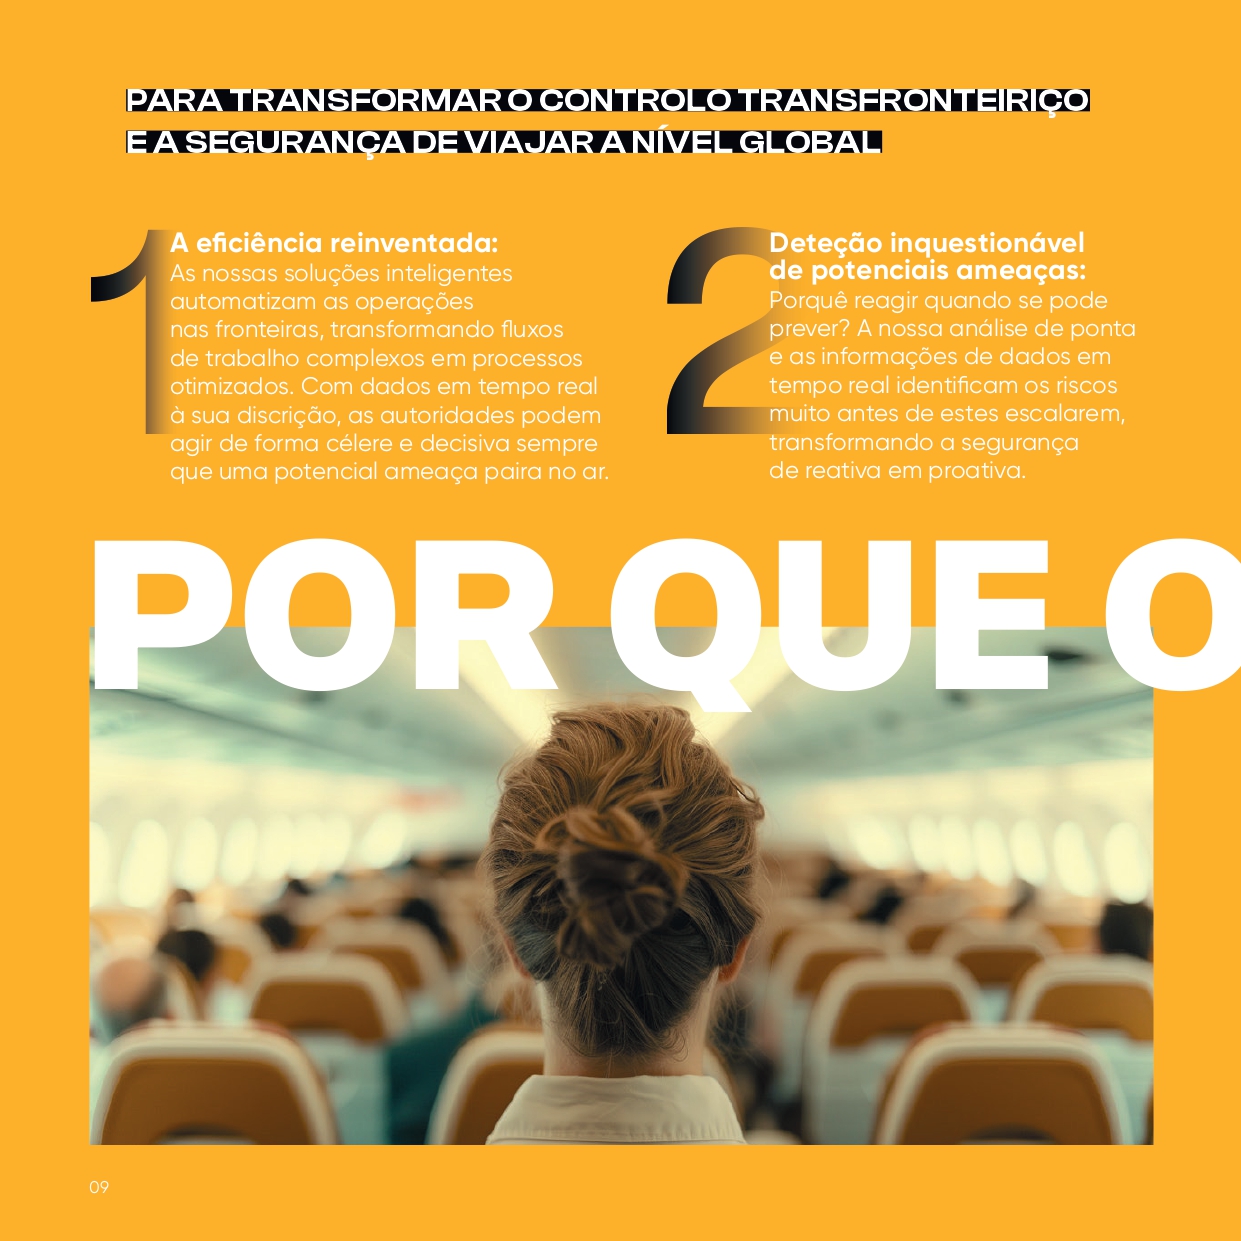 PARA TRANSFORMAR O CONTROLO TRANSFRONTEIRIÇO
E A SEGURANÇA DE VIAJAR A NÍVEL GLOBAL
1
A eficiência reinventada:
As nossas soluções inteligentes
automatizam as operações
nas fronteiras, transformando fluxos
de trabalho complexos em processos
otimizados. Com dados em tempo real
à sua discrição, as autoridades podem
agir de forma célere e decisiva sempre
que uma potencial ameaça paira no ar.
2
Deteção inquestionável
de potenciais ameaças:
Porquê reagir quando se pode
prever? A nossa análise de ponta
e as informações de dados em
tempo real identificam os riscos
muito antes de estes escalarem,
transformando a segurança
de reativa em proativa.
POR QUE O
09